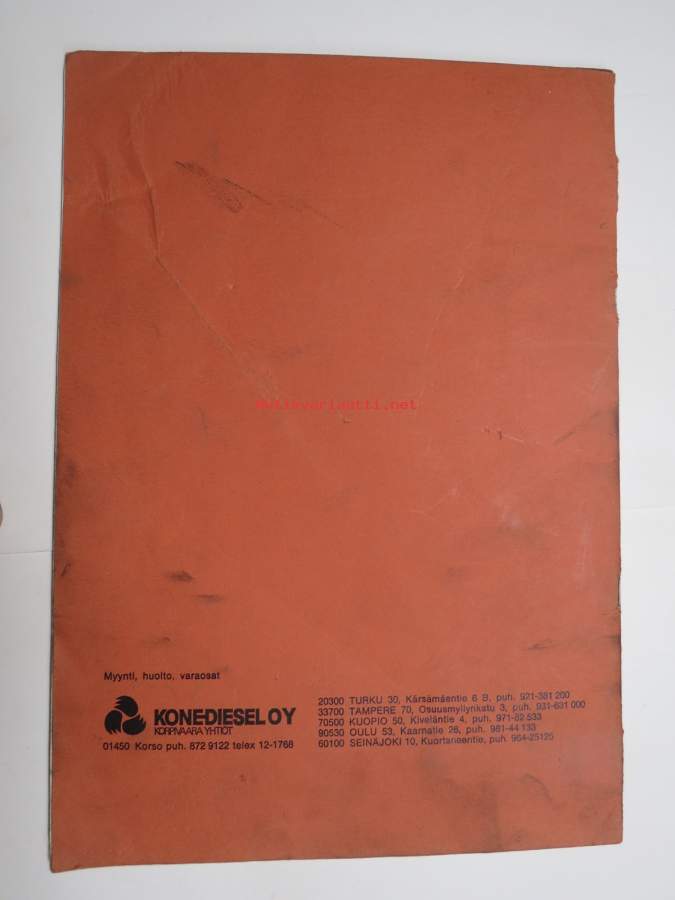 autovariaatti.net
Myynti, huolto, varaosat
KONEDIESEL OY
KORPIVAARA YHTIÖT
01450 Korso puh. 872 9122 telex 12-1768
20300 TURKU 30, Kärsämäentie 6 B, puh. 921-381 200
33700 TAMPERE 70, Osuusmyllynkatu 3, puh. 931-631 000
70500 KUOPIO 50, Kiveläntie 4, puh. 971-82 533
90530 OULU 53, Kaarnatie 26, puh. 981-44 133
60100 SEINÄJOKI 10, Kuortaneentie, puh. 964-25125